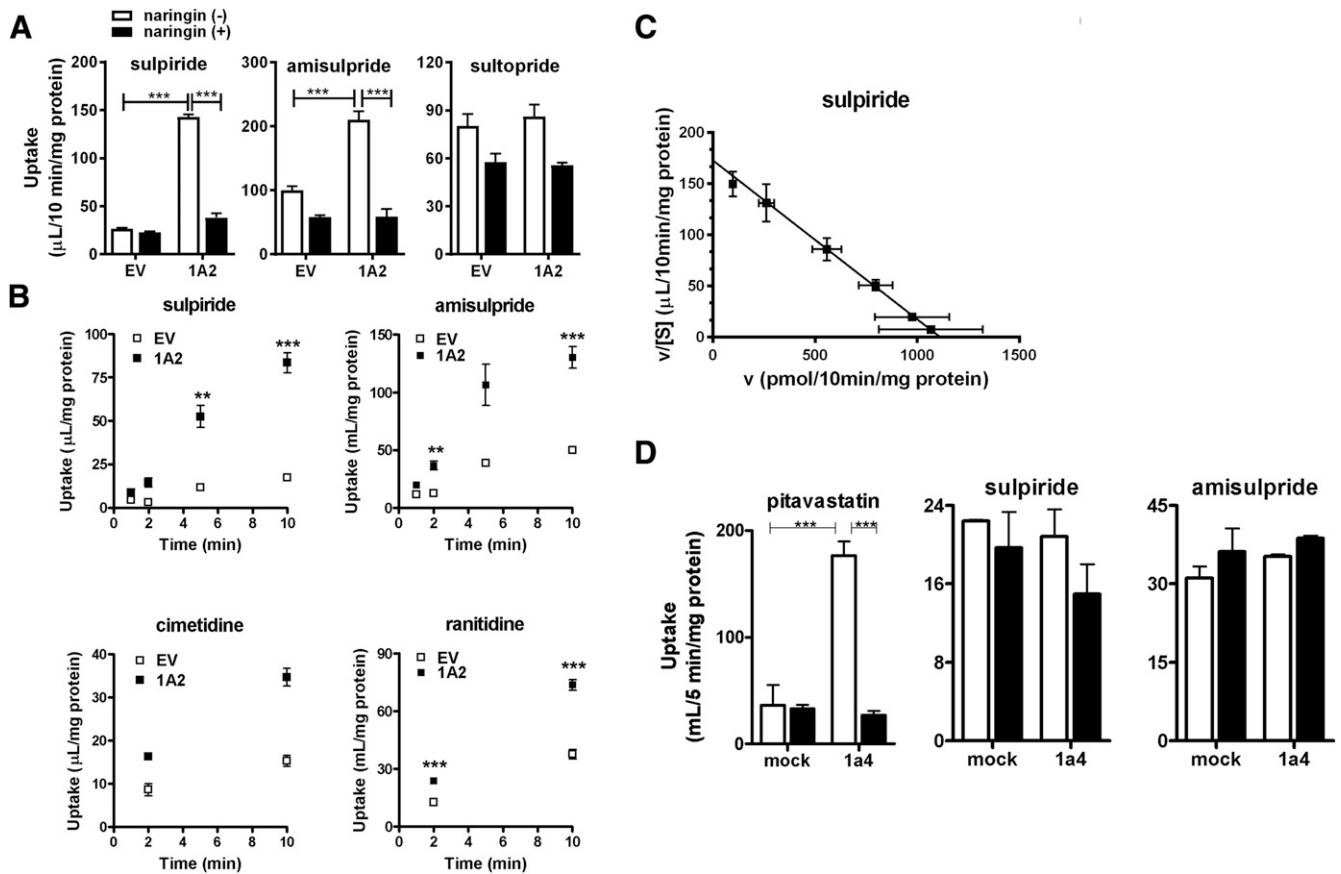 A
naringin (-)
naringin (+)
sulpiride
amisulpride
sultopride
Uptake
(μL/10 min/mg protein)
200
150
100
50
0
***
***
EV
1A2
300
200
100
0
***
***
EV
1A2
120
90
60
30
0
EV
1A2
B
sulpiride
Uptake (μL/mg protein)
100
75
50
25
0
EV
1A2
**
***
0 2 4 6 8 10
Time (min)
amisulpride
Uptake (mL/mg protein)
150
100
50
0
EV
1A2
**
***
0 2 4 6 8 10
Time (min)
cimetidine
Uptake (μL/mg protein)
40
30
20
10
0
EV
1A2
0 2 4 6 8 10
Time (min)
ranitidine
Uptake (mL/mg protein)
90
60
30
0
EV
1A2
***
***
0 2 4 6 8 10
Time (min)
C
sulpiride
v/[S] (μL/10min/mg protein)
200
150
100
50
0
0 500 1000 1500
v (pmol/10min/mg protein)
D
pitavastatin
Uptake
(mL/5 min/mg protein)
200
100
0
***
***
mock
1a4
sulpiride
24
16
8
0
mock
1a4
amisulpride
45
30
15
0
mock
1a4